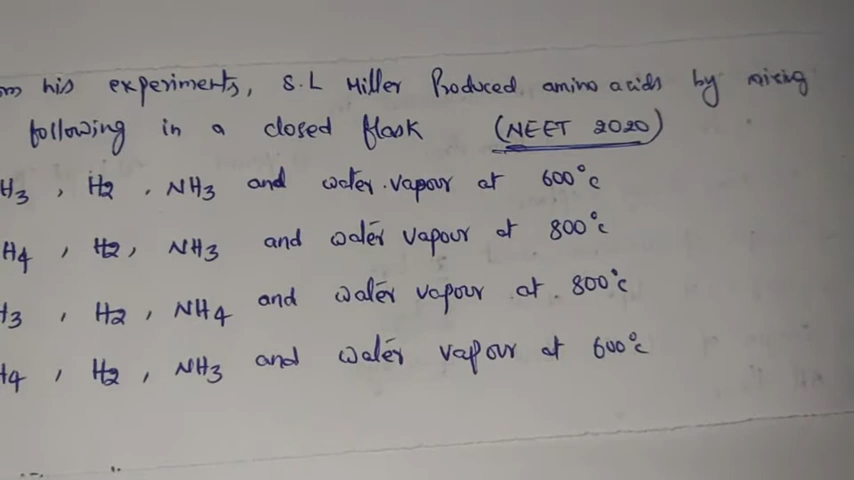 his experiments, S.L Miller Produced amino acids by mixing
following in a closed flask (NEET 2020)
H3, H2, NH3 and water vapour at 600°c
H4, H2, NH3 and water vapour at 800°c
H3, H2, NH4 and water vapour at 800°c
H4, H2, NH3 and water vapour at 600°c